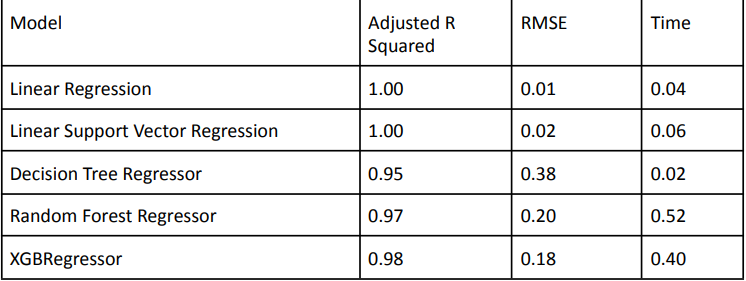 Model Adjusted R Squared RMSE Time
Linear Regression 1.00 0.01 0.04
Linear Support Vector Regression 1.00 0.02 0.06
Decision Tree Regressor 0.95 0.38 0.02
Random Forest Regressor 0.97 0.20 0.52
XGBRegressor 0.98 0.18 0.40